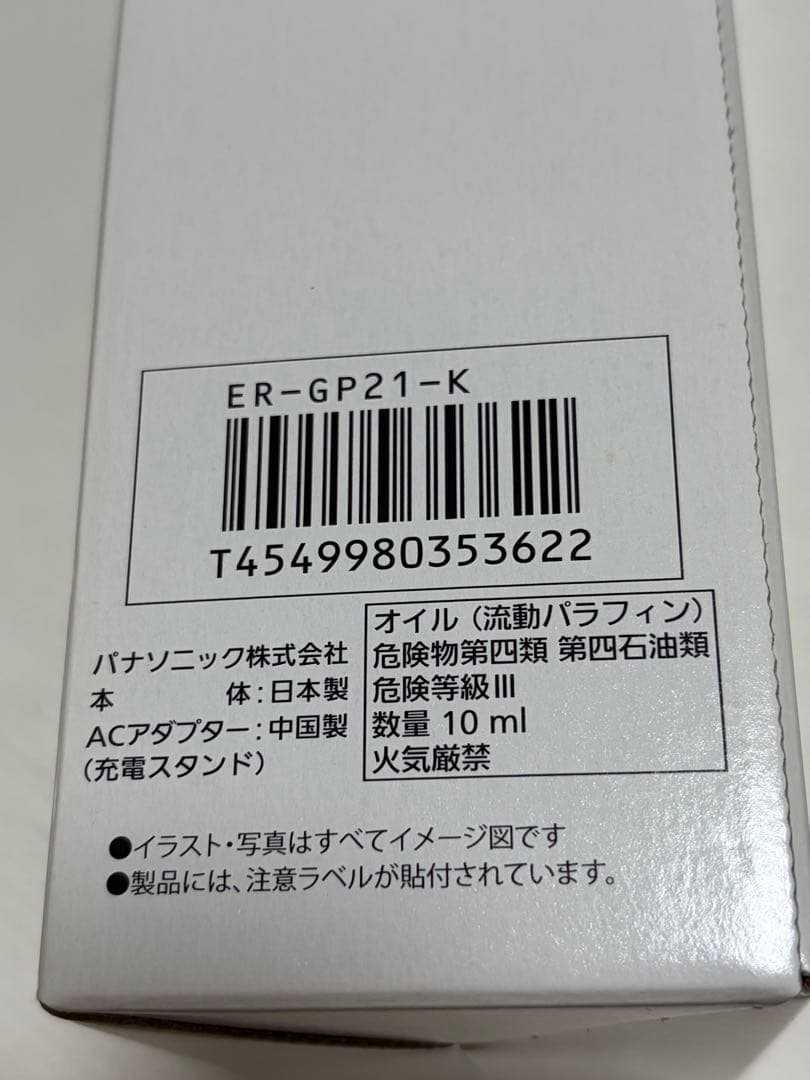 ER-GP21-K
T4549980353622
パナソニック株式会社
本 体:日本製
ACアダプター:中国製
(充電スタンド)
オイル(流動パラフィン)
危険物第四類 第四石油類
危険等級Ⅲ
数量 10 ml
火気厳禁
●イラスト・写真はすべてイメージ図です
●製品には、注意ラベルが貼付されています。